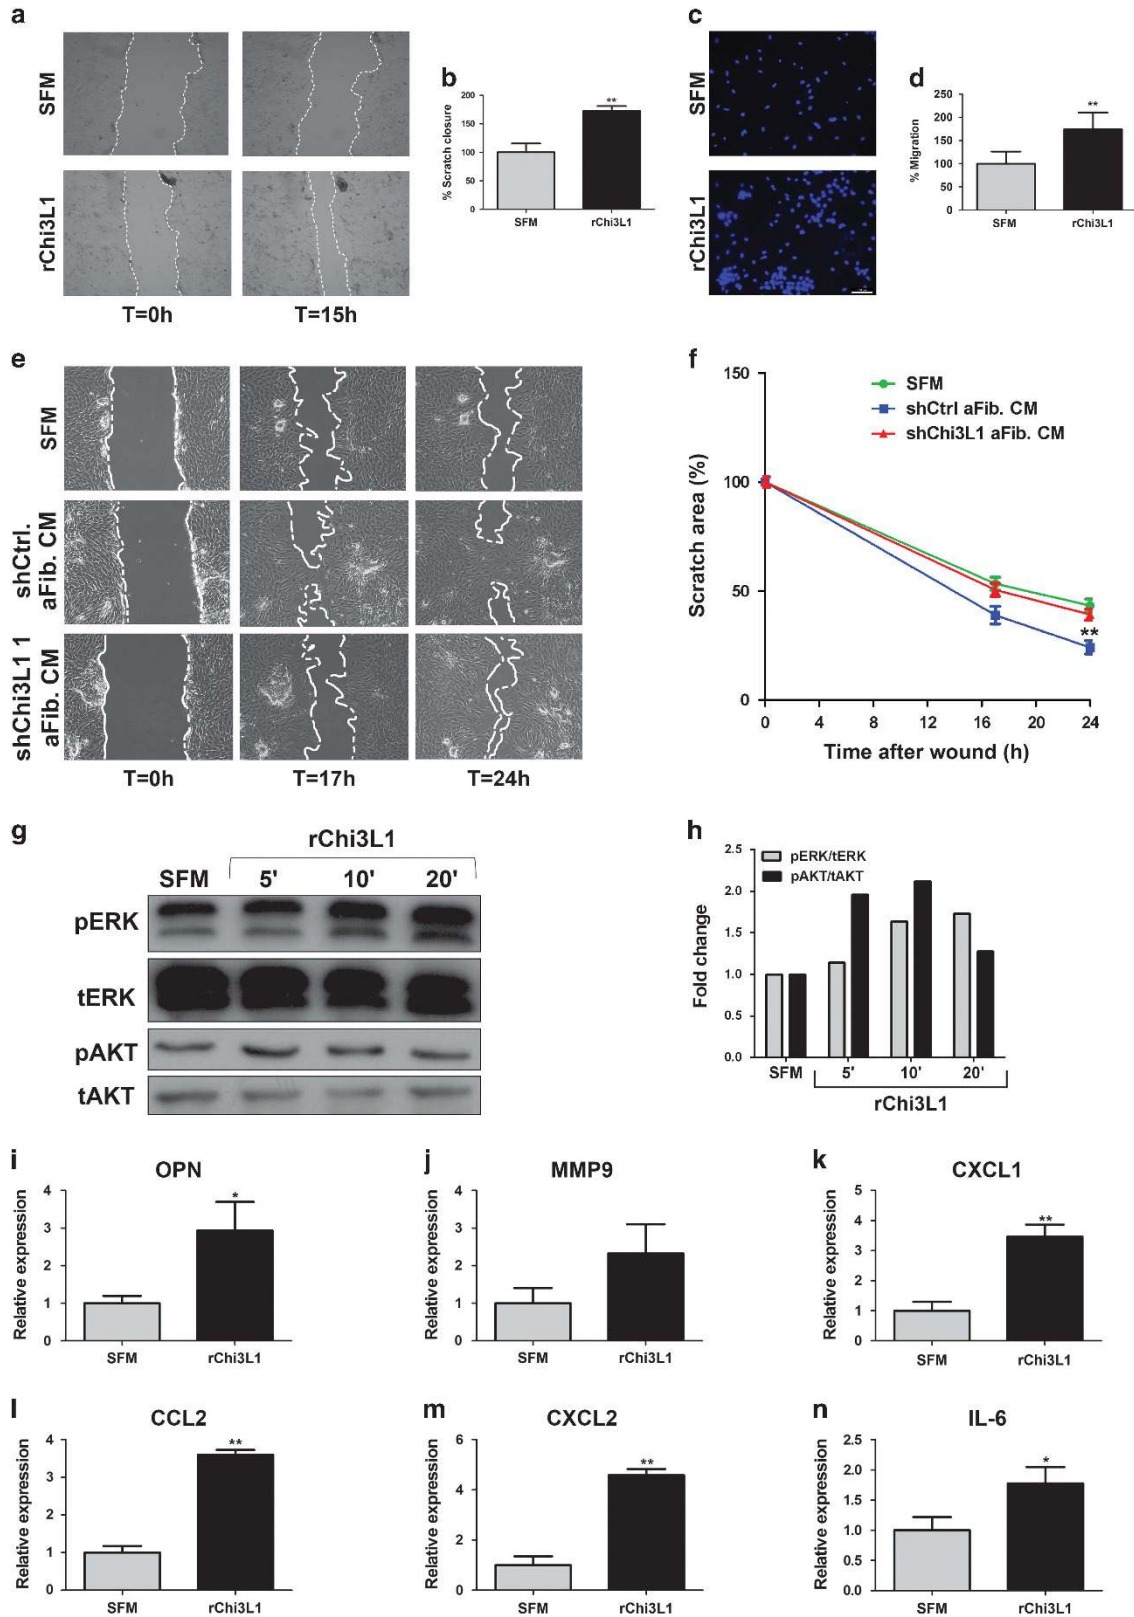 a
SFM
rChi3L1
T=0h
T=15h
b
% Scratch closure
200
150
100
50
0
**
SFM
rChi3L1
c
SFM
rChi3L1
d
% Migration
250
200
150
100
50
0
**
SFM
rChi3L1
e
SFM
shCtrl.
aFib. CM
shChi3L1 1
aFib. CM
T=0h
T=17h
T=24h
f
Scratch area (%)
150
100
50
0
SFM
shCtrl aFib. CM
shChi3L1 aFib. CM
**
0 4 8 12 16 20 24
Time after wound (h)
g
rChi3L1
SFM 5' 10' 20'
pERK
tERK
pAKT
tAKT
h
Fold change
2.5
2.0
1.5
1.0
0.5
0.0
pERK/tERK
pAKT/tAKT
SFM 5' 10' 20'
rChi3L1
i
OPN
Relative expression
4
3
2
1
0
*
SFM
rChi3L1
j
MMP9
Relative expression
4
3
2
1
0
SFM
rChi3L1
k
CXCL1
Relative expression
5
4
3
2
1
0
**
SFM
rChi3L1
l
CCL2
Relative expression
4
3
2
1
0
**
SFM
rChi3L1
m
CXCL2
Relative expression
6
4
2
0
**
SFM
rChi3L1
n
IL-6
Relative expression
2.5
2.0
1.5
1.0
0.5
0.0
*
SFM
rChi3L1